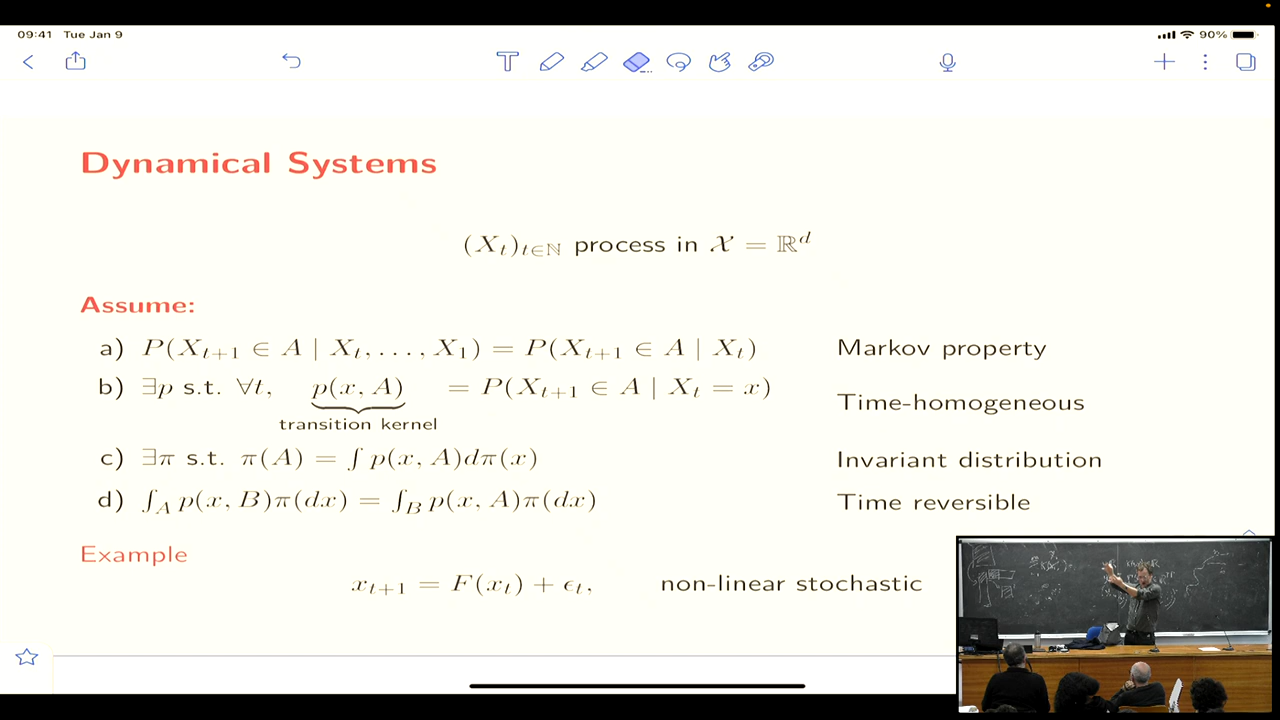 09:41 Tue Jan 9
90%
Dynamical Systems
(X_t)_{t∈ℕ} process in 𝒳 = ℝ^d
Assume:
a) P(X_{t+1} ∈ A | X_t, …, X_1) = P(X_{t+1} ∈ A | X_t) Markov property
b) ∃p s.t. ∀t, p(x, A) = P(X_{t+1} ∈ A | X_t = x) Time-homogeneous
transition kernel
c) ∃π s.t. π(A) = ∫ p(x, A)dπ(x) Invariant distribution
d) ∫_A p(x, B)π(dx) = ∫_B p(x, A)π(dx) Time reversible
Example
x_{t+1} = F(x_t) + ϵ_t, non-linear stochastic